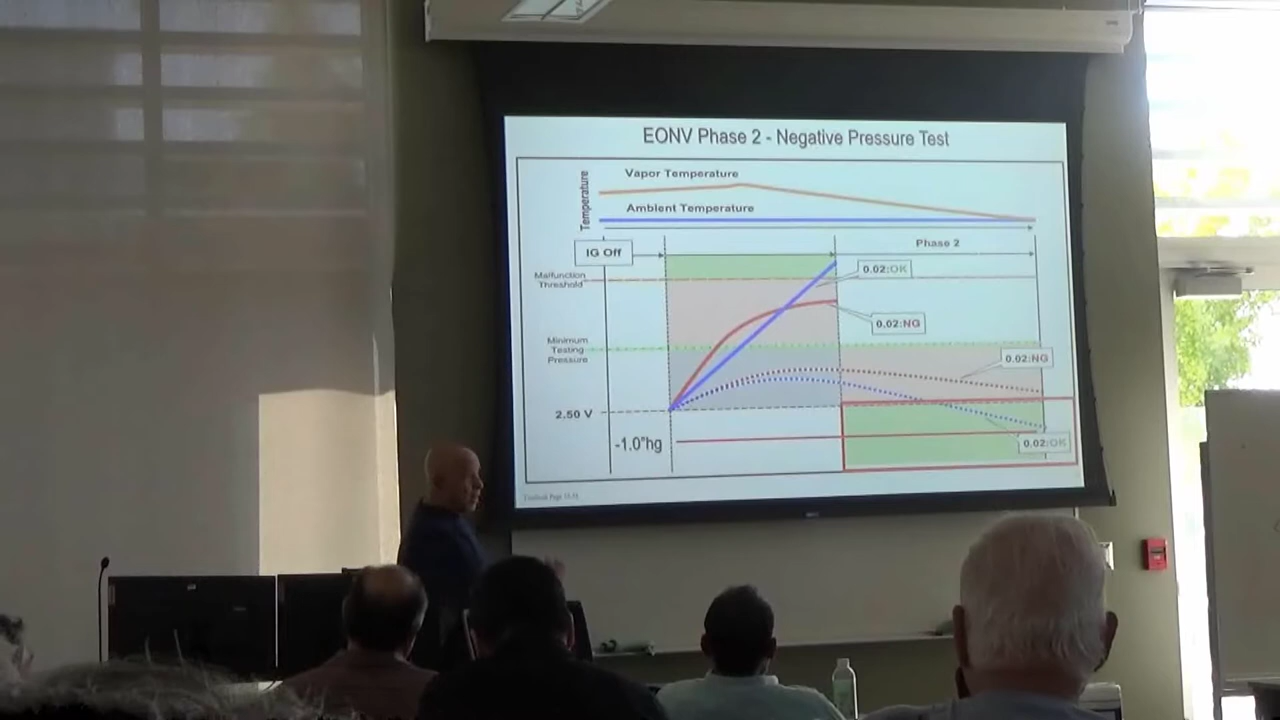 EONV Phase 2 - Negative Pressure Test
Temperature
Vapor Temperature
Ambient Temperature
IG Off
Phase 2
Malfunction
Threshold
0.02:OK
0.02:NG
Minimum
Testing
Pressure
0.02:NG
2.50 V
-1.0"hg
0.02:OK